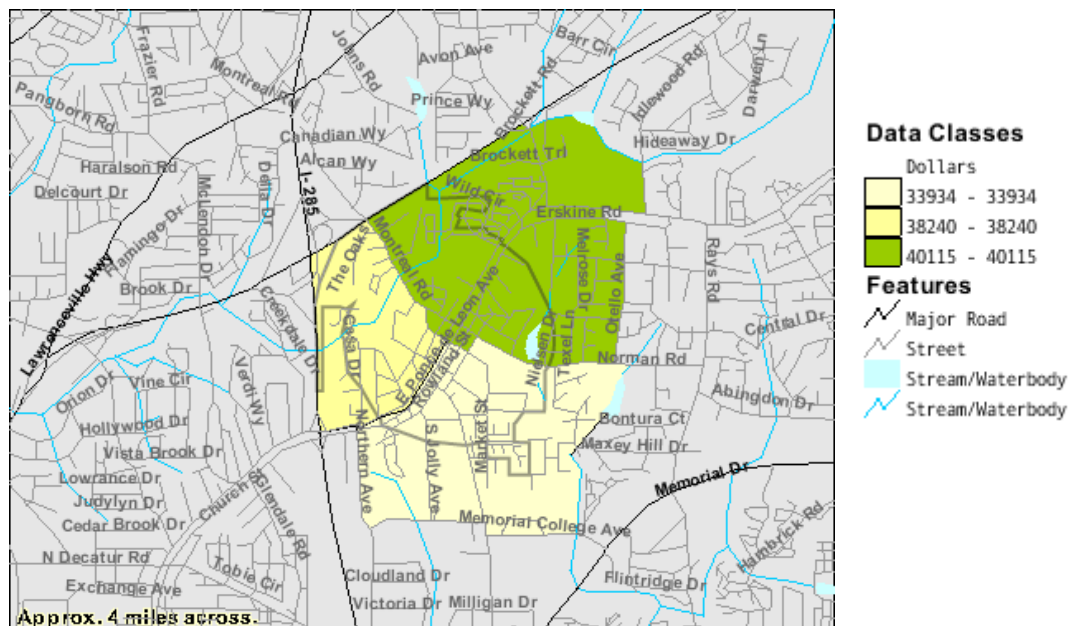 Frazier Rd
Johns Rd
Avon Ave
Barr Cir
Darwen Ln
Montreal Rd
Idlewood Rd
Pangborn Rd
Prince Wy
Brockett Rd
Canadian Wy
Hideaway Dr
Haralson Rd
Alcan Wy
Brockett Trl
Delcourt Dr
McLendon Dr
Delta Dr
I-285
Wild Cir
Erskine Rd
Flamingo Dr
The Oaks
Montreal Rd
Melrose Dr
Rays Rd
Lawrenceville Hwy
Brook Dr
Creekdale Dr
E Ponce de Leon Ave
Otello Ave
Central Dr
Casa Dr
Rowland St
Nielsen Dr
Texel Ln
Norman Rd
Orion Dr
Vine Cir
Verdi Wy
Abingdon Dr
Hollywood Dr
Northern Ave
S Jolly Ave
Market St
Bontura Ct
Vista Brook Dr
Maxey Hill Dr
Lowrance Dr
Church St
Glendale Rd
Memorial Dr
Judylyn Dr
Cedar Brook Dr
Memorial College Ave
Hambrick Rd
N Decatur Rd
Tobie Cir
Cloudland Dr
Flintridge Dr
Exchange Ave
Victoria Dr
Milligan Dr
Approx. 4 miles across.
Data Classes
Dollars
33934 - 33934
38240 - 38240
40115 - 40115
Features
Major Road
Street
Stream/Waterbody
Stream/Waterbody